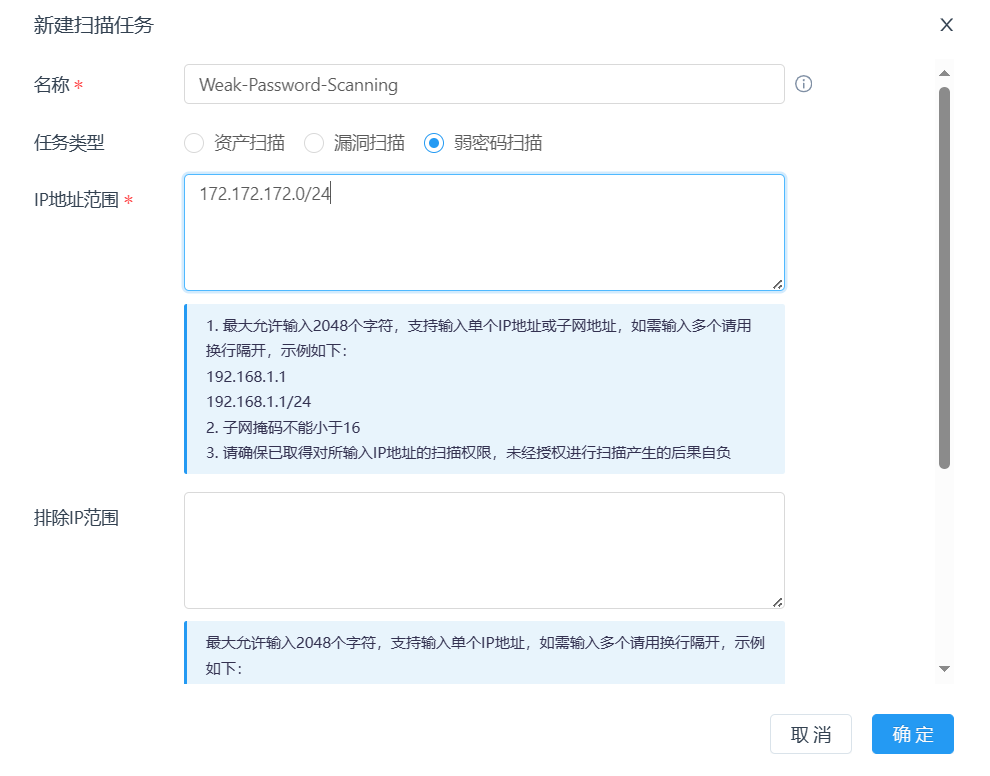 新建扫描任务
名称 *
Weak-Password-Scanning
任务类型
资产扫描 漏洞扫描 弱密码扫描
IP地址范围 *
172.172.172.0/24
1. 最大允许输入2048个字符，支持输入单个IP地址或子网地址，如需输入多个请用
换行隔开，示例如下：
192.168.1.1
192.168.1.1/24
2. 子网掩码不能小于16
3. 请确保已取得对所输入IP地址的扫描权限，未经授权进行扫描产生的后果自负
排除IP范围
最大允许输入2048个字符，支持输入单个IP地址，如需输入多个请用换行隔开，示例
如下：
取消 确定